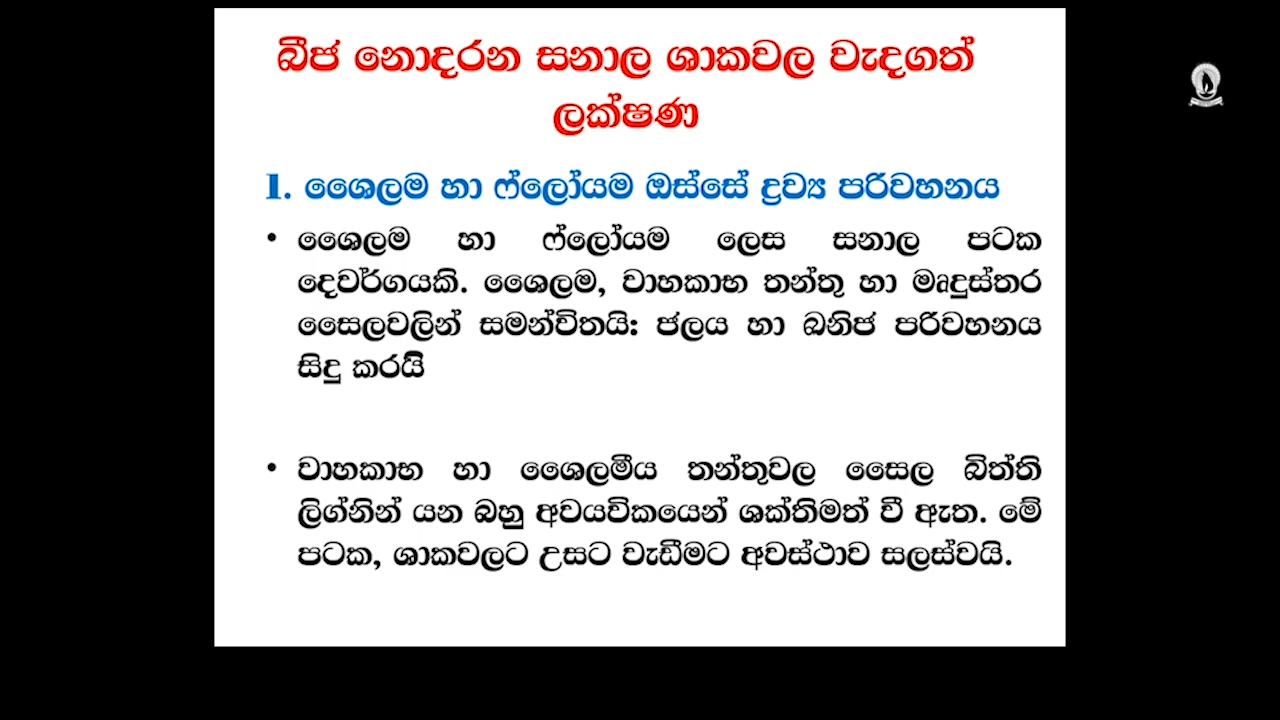 බීජ නොදරන සනාල ශාකවල වැදගත්
ලක්ෂණ
1. ශෛලම හා ෆ්ලෝයම ඔස්සේ ද්‍රව්‍ය පරිවහනය
• ශෛලම හා ෆ්ලෝයම ලෙස සනාල පටක
දෙවර්ගයකි. ශෛලම, වාහකාභ තන්තු හා මෘදුස්තර
සෛලවලින් සමන්විතයි: ජලය හා ඛනිජ පරිවහනය
සිදු කරයි
• වාහකාභ හා ශෛලමීය තන්තුවල සෛල බිත්ති
ලිග්නින් යන බහු අවයවිකයෙන් ශක්තිමත් වී ඇත. මේ
පටක, ශාකවලට උසට වැඩීමට අවස්ථාව සලස්වයි.